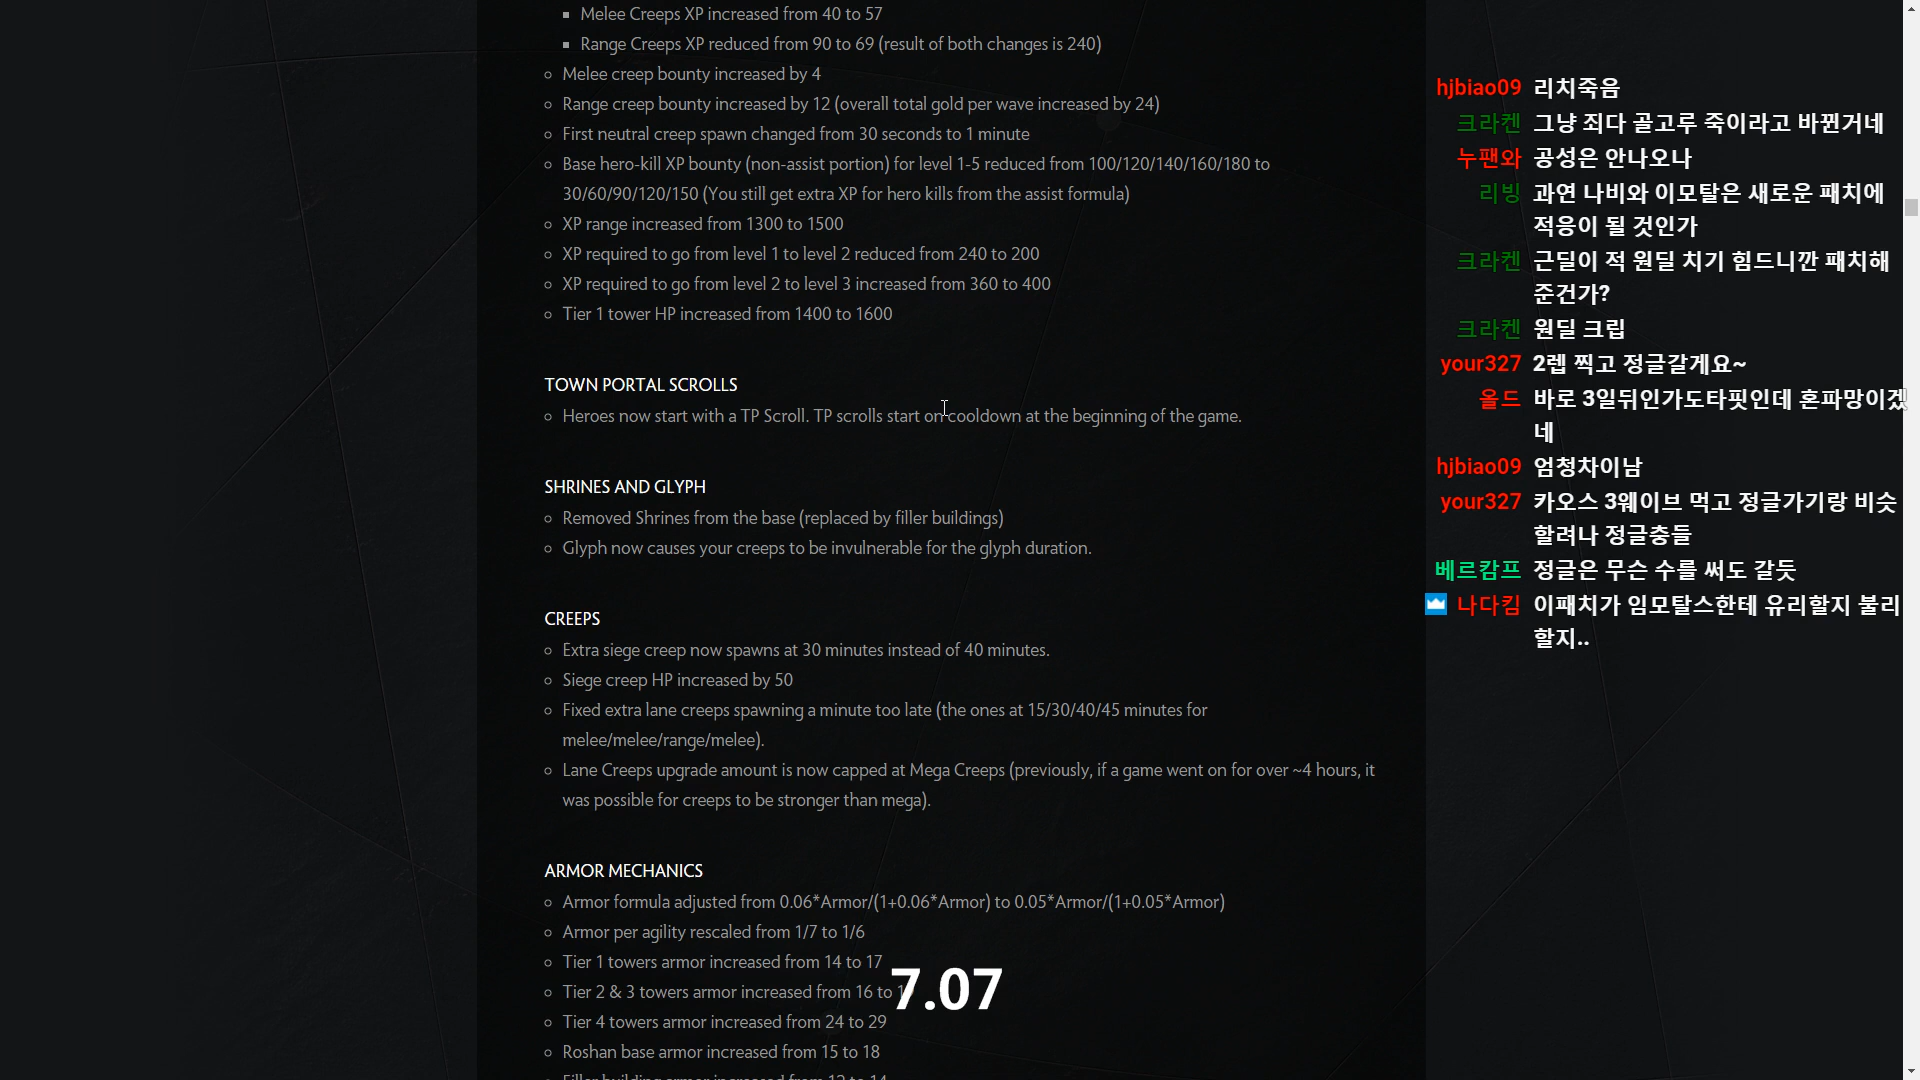 Melee Creeps XP increased from 40 to 57
Range Creeps XP reduced from 90 to 69 (result of both changes is 240)
Melee creep bounty increased by 4
Range creep bounty increased by 12 (overall total gold per wave increased by 24)
First neutral creep spawn changed from 30 seconds to 1 minute
Base hero-kill XP bounty (non-assist portion) for level 1-5 reduced from 100/120/140/160/180 to
30/60/90/120/150 (You still get extra XP for hero kills from the assist formula)
XP range increased from 1300 to 1500
XP required to go from level 1 to level 2 reduced from 240 to 200
XP required to go from level 2 to level 3 increased from 360 to 400
Tier 1 tower HP increased from 1400 to 1600
TOWN PORTAL SCROLLS
Heroes now start with a TP Scroll. TP scrolls start on cooldown at the beginning of the game.
SHRINES AND GLYPH
Removed Shrines from the base (replaced by filler buildings)
Glyph now causes your creeps to be invulnerable for the glyph duration.
CREEPS
Extra siege creep now spawns at 30 minutes instead of 40 minutes.
Siege creep HP increased by 50
Fixed extra lane creeps spawning a minute too late (the ones at 15/30/40/45 minutes for
melee/melee/range/melee).
Lane Creeps upgrade amount is now capped at Mega Creeps (previously, if a game went on for over ~4 hours, it
was possible for creeps to be stronger than mega).
ARMOR MECHANICS
Armor formula adjusted from 0.06*Armor/(1+0.06*Armor) to 0.05*Armor/(1+0.05*Armor)
Armor per agility rescaled from 1/7 to 1/6
Tier 1 towers armor increased from 14 to 17
Tier 2 & 3 towers armor increased from 16 to
7.07
Tier 4 towers armor increased from 24 to 29
Roshan base armor increased from 15 to 18
hjbiao09 리치죽음
크라켄 그냥 죄다 골고루 죽이라고 바뀐거네
누팬와 공성은 안나오나
리빙 과연 나비와 이모탈은 새로운 패치에
적응이 될 것인가
크라켄 근딜이 적 원딜 치기 힘드니깐 패치해
준건가?
크라켄 원딜 크립
your327 2렙 찍고 정글갈게요~
올드 바로 3일뒤인가도타핏인데 혼파망이겠
네
hjbiao09 엄청차이남
your327 카오스 3웨이브 먹고 정글가기랑 비슷
할려나 정글충들
베르캄프 정글은 무슨 수를 써도 갈듯
나다킴 이패치가 임모탈스한테 유리할지 불리
할지..